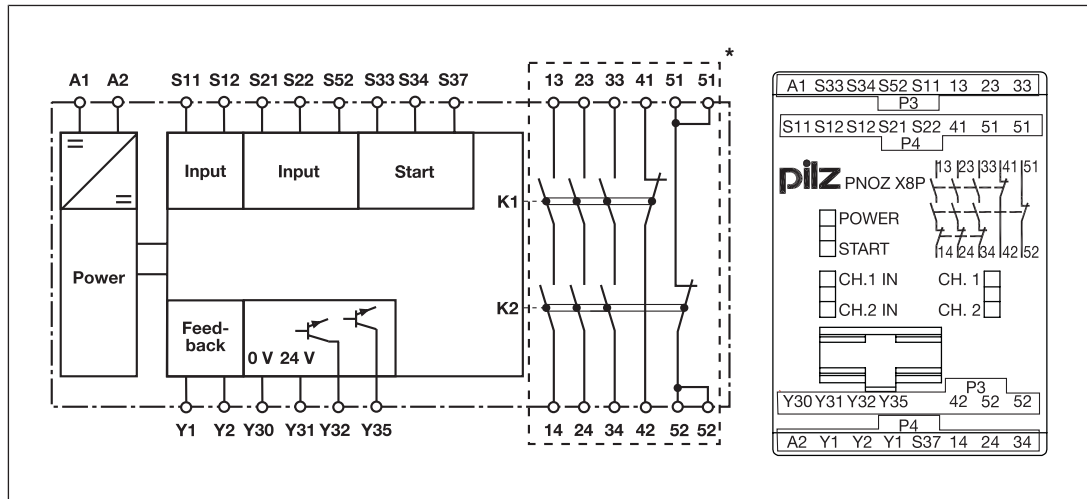 *
A1 A2 S11 S12 S21 S22 S52 S33 S34 S37 13 23 33 41 51 51
= =
Input Input Start
K1
Power
K2
Feed-
back
0 V 24 V
Y1 Y2 Y30 Y31 Y32 Y35 14 24 34 42 52 52
A1 S33 S34 S52 S11 13 23 33
P3
S11 S12 S12 S21 S22 41 51 51
P4
13 23 33 41 51
pilz PNOZ X8P
POWER
START
14 24 34 42 52
CH.1 IN CH. 1
CH.2 IN CH. 2
P3
Y30 Y31 Y32 Y35 42 52 52
P4
A2 Y1 Y2 Y1 S37 14 24 34